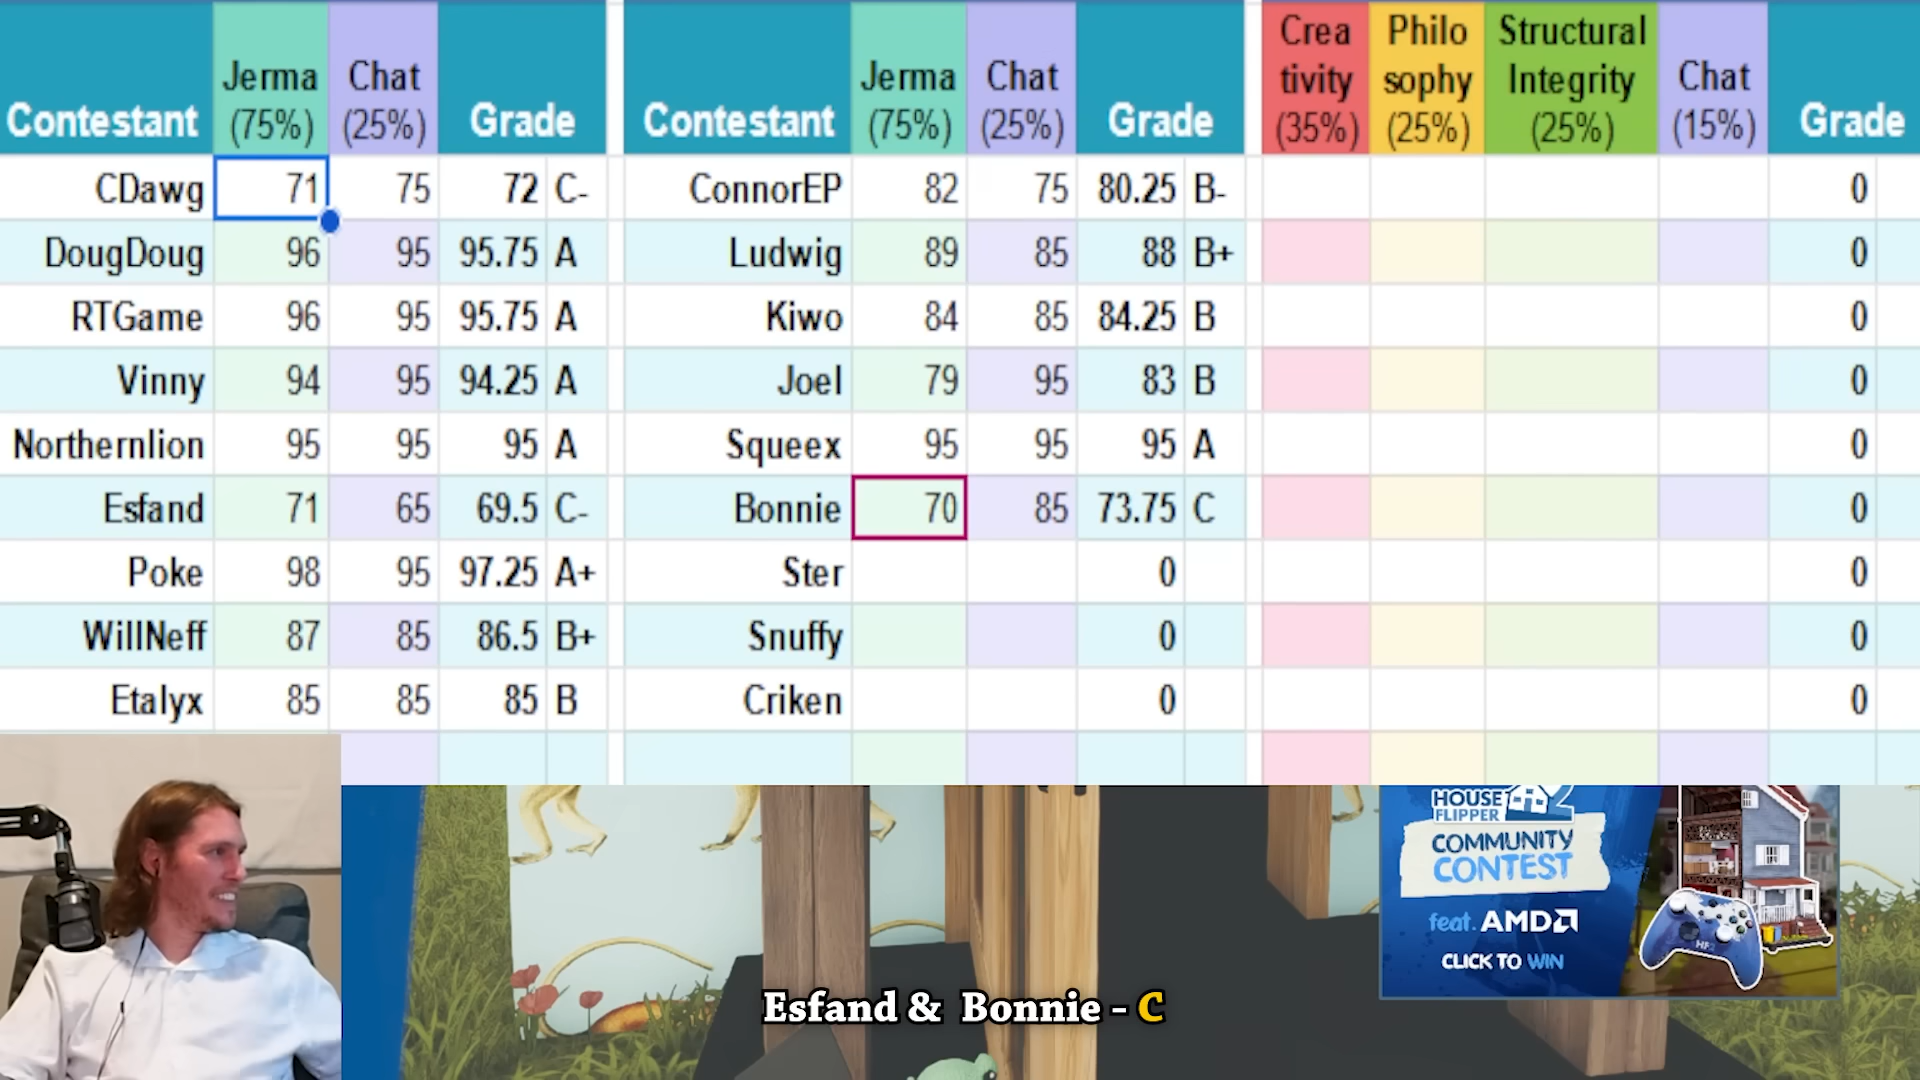 Contestant Jerma (75%) Chat (25%) Grade Contestant Jerma (75%) Chat (25%) Grade Crea tivity (35%) Philo sophy (25%) Structural Integrity (25%) Chat (15%) Grade
CDawg 71 75 72 C- ConnorEP 82 75 80.25 B- 0
DougDoug 96 95 95.75 A Ludwig 89 85 88 B+ 0
RTGame 96 95 95.75 A Kiwo 84 85 84.25 B 0
Vinny 94 95 94.25 A Joel 79 95 83 B 0
Northernlion 95 95 95 A Squeex 95 95 95 A 0
Esfand 71 65 69.5 C- Bonnie 70 85 73.75 C 0
Poke 98 95 97.25 A+ Ster 0 0
WillNeff 87 85 86.5 B+ Snuffy 0 0
Etalyx 85 85 85 B Criken 0 0
HOUSE FLIPPER 2
COMMUNITY
CONTEST
feat. AMD
CLICK TO WIN
HF2
Esfand & Bonnie - C